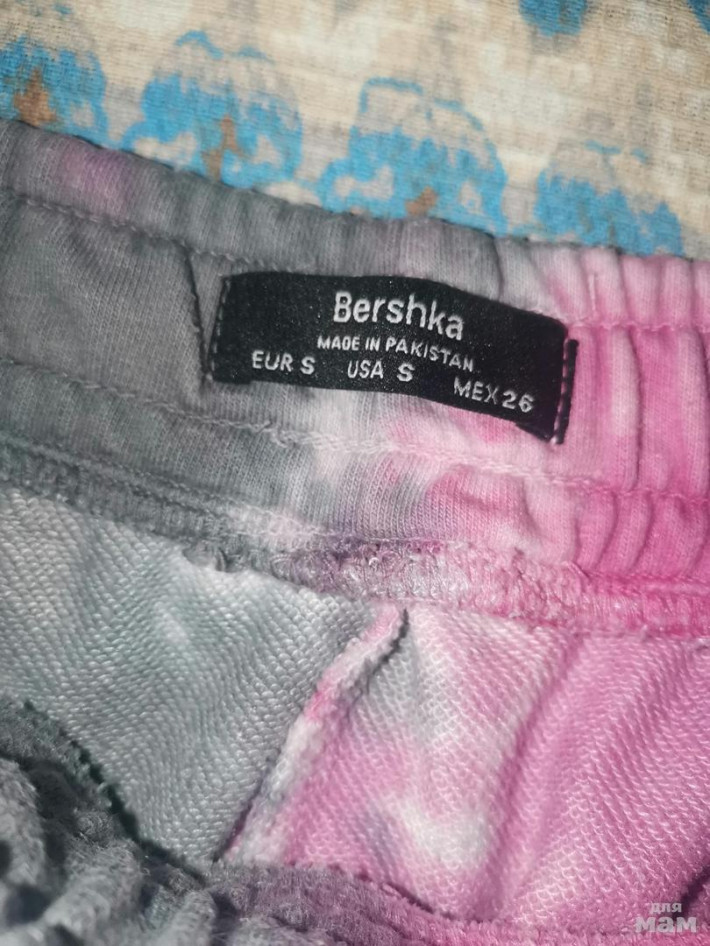 Bershka
MADE IN PAKISTAN
EUR S USA S MEX 26
для
мам